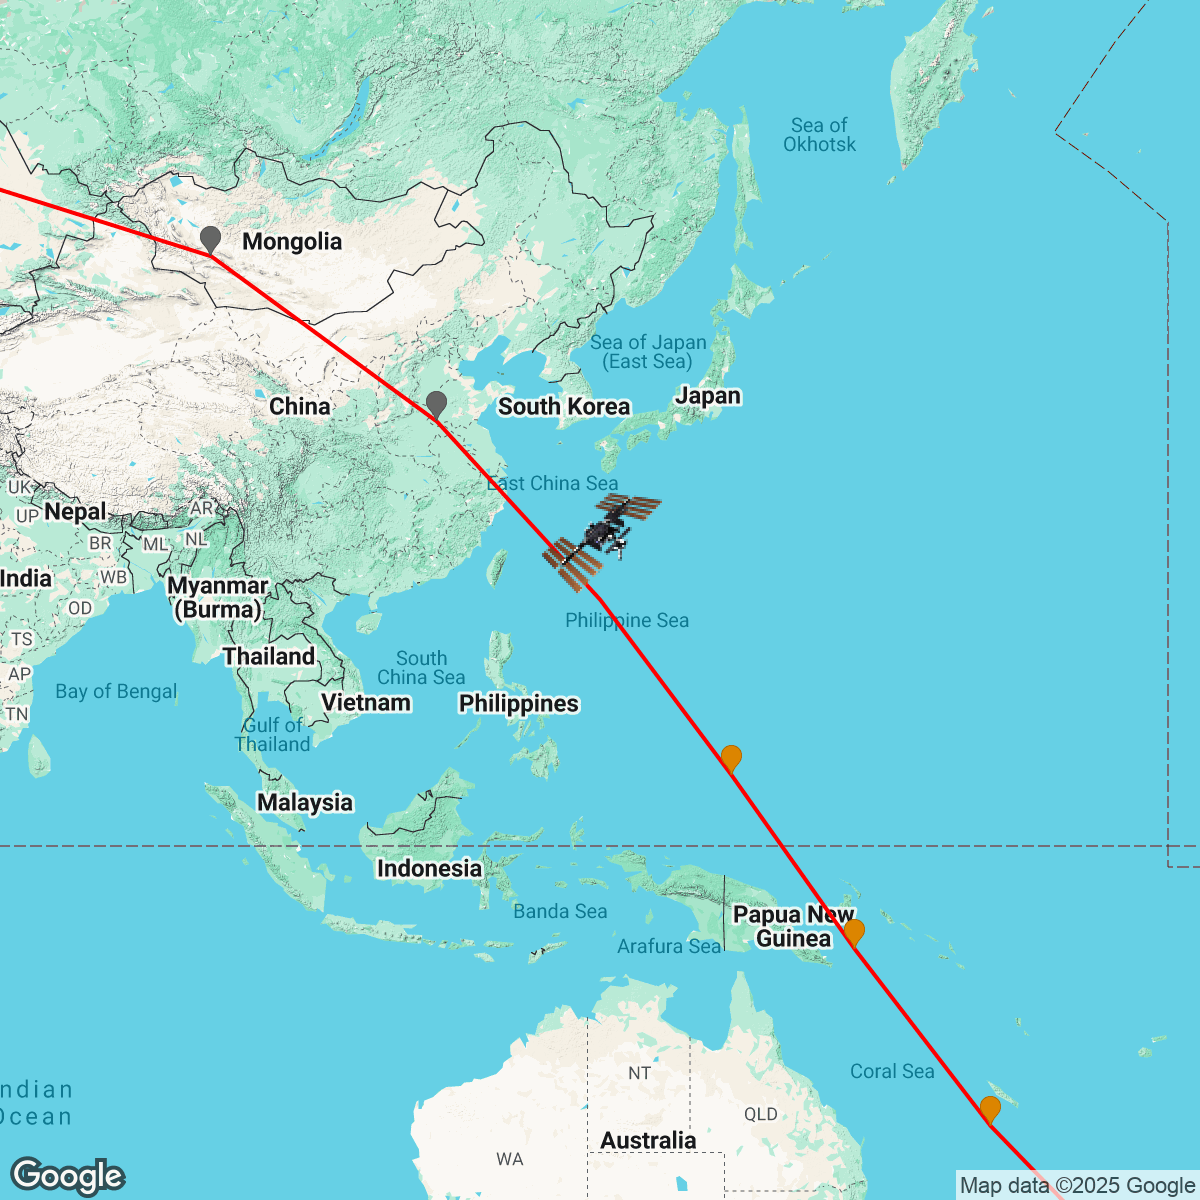 Sea of
Okhotsk
Mongolia
Sea of Japan
(East Sea)
China
South Korea
Japan
East China Sea
UK
Nepal
AR
UP
BR
ML
NL
India
WB
Myanmar
(Burma)
OD
Philippine Sea
TS
Thailand
South
China Sea
AP
Bay of Bengal
Vietnam
Philippines
TN
Gulf of
Thailand
Malaysia
Indonesia
Banda Sea
Papua New
Guinea
Arafura Sea
NT
Coral Sea
ndian
Ocean
QLD
Australia
WA
Google
Map data ©2025 Google